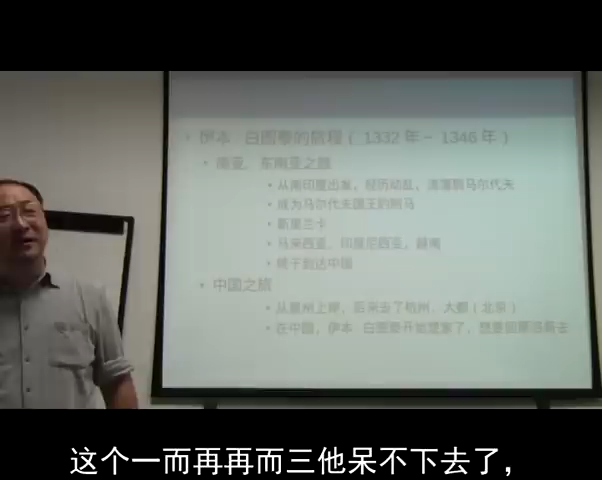 伊本 白图泰的旅程（1332年－1346年）
南亚、东南亚之旅
从南印度出发，经历动乱，流落到马尔代夫
成为马尔代夫国王的驸马
斯里兰卡
马来西亚，印度尼西亚，越南
终于到达中国
中国之旅
从泉州上岸，后来去了杭州、大都（北京）
在中国，伊本 白图泰开始想家了，想是回摩洛哥去
这个一而再再而三他呆不下去了，